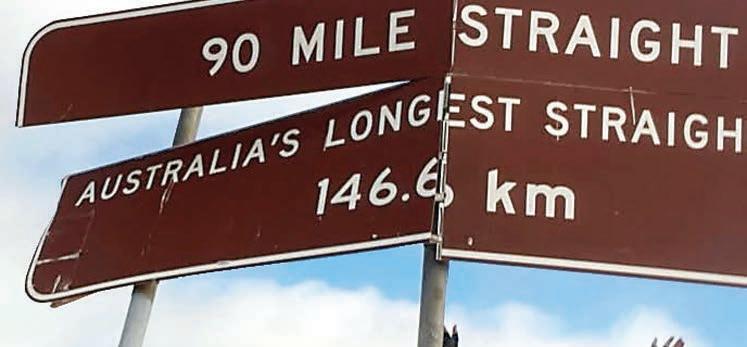 90 MILE STRAIGHT
AUSTRALIA'S LONGEST STRAIGH
146.6 km